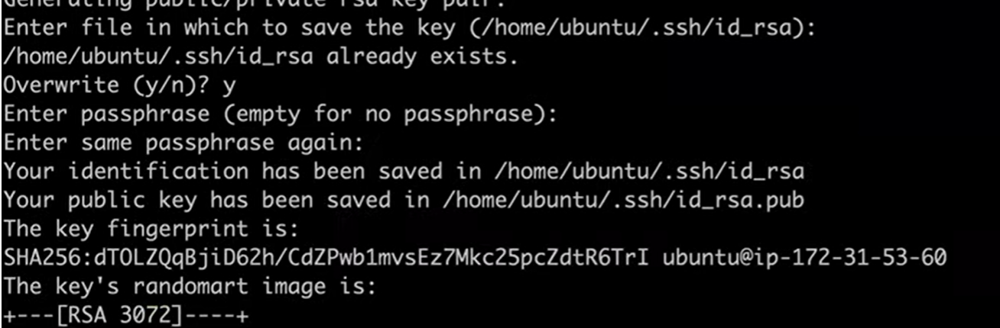 Generating public/private rsa key pair.
Enter file in which to save the key (/home/ubuntu/.ssh/id_rsa):
/home/ubuntu/.ssh/id_rsa already exists.
Overwrite (y/n)? y
Enter passphrase (empty for no passphrase):
Enter same passphrase again:
Your identification has been saved in /home/ubuntu/.ssh/id_rsa
Your public key has been saved in /home/ubuntu/.ssh/id_rsa.pub
The key fingerprint is:
SHA256:dTOLZQqBjiD62h/CdZPwb1mvsEz7Mkc25pcZdtR6TrI ubuntu@ip-172-31-53-60
The key's randomart image is:
+---[RSA 3072]----+